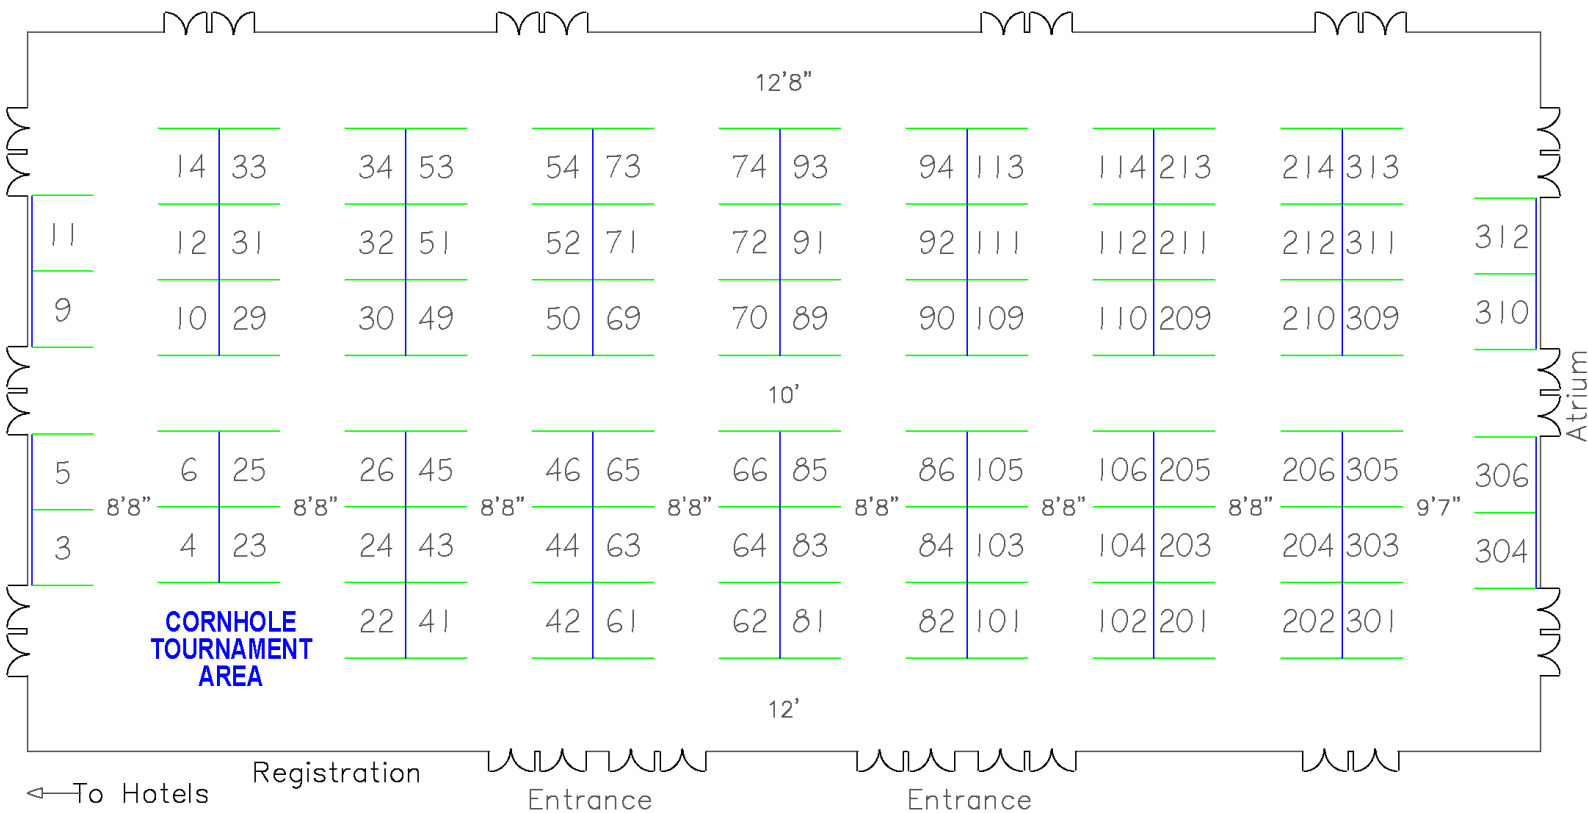 12'8"
14 33 34 53 54 73 74 93 94 113 114 213 214 313
11 12 31 32 51 52 71 72 91 92 111 112 211 212 311 312
9 10 29 30 49 50 69 70 89 90 109 110 209 210 309 310
10'
Atrium
5 6 25 26 45 46 65 66 85 86 105 106 205 206 305 306
8'8" 8'8" 8'8" 8'8" 8'8" 8'8" 8'8" 9'7"
3 4 23 24 43 44 63 64 83 84 103 104 203 204 303 304
22 41 42 61 62 81 82 101 102 201 202 301
CORNHOLE
TOURNAMENT
AREA
12'
Registration
To Hotels
Entrance Entrance